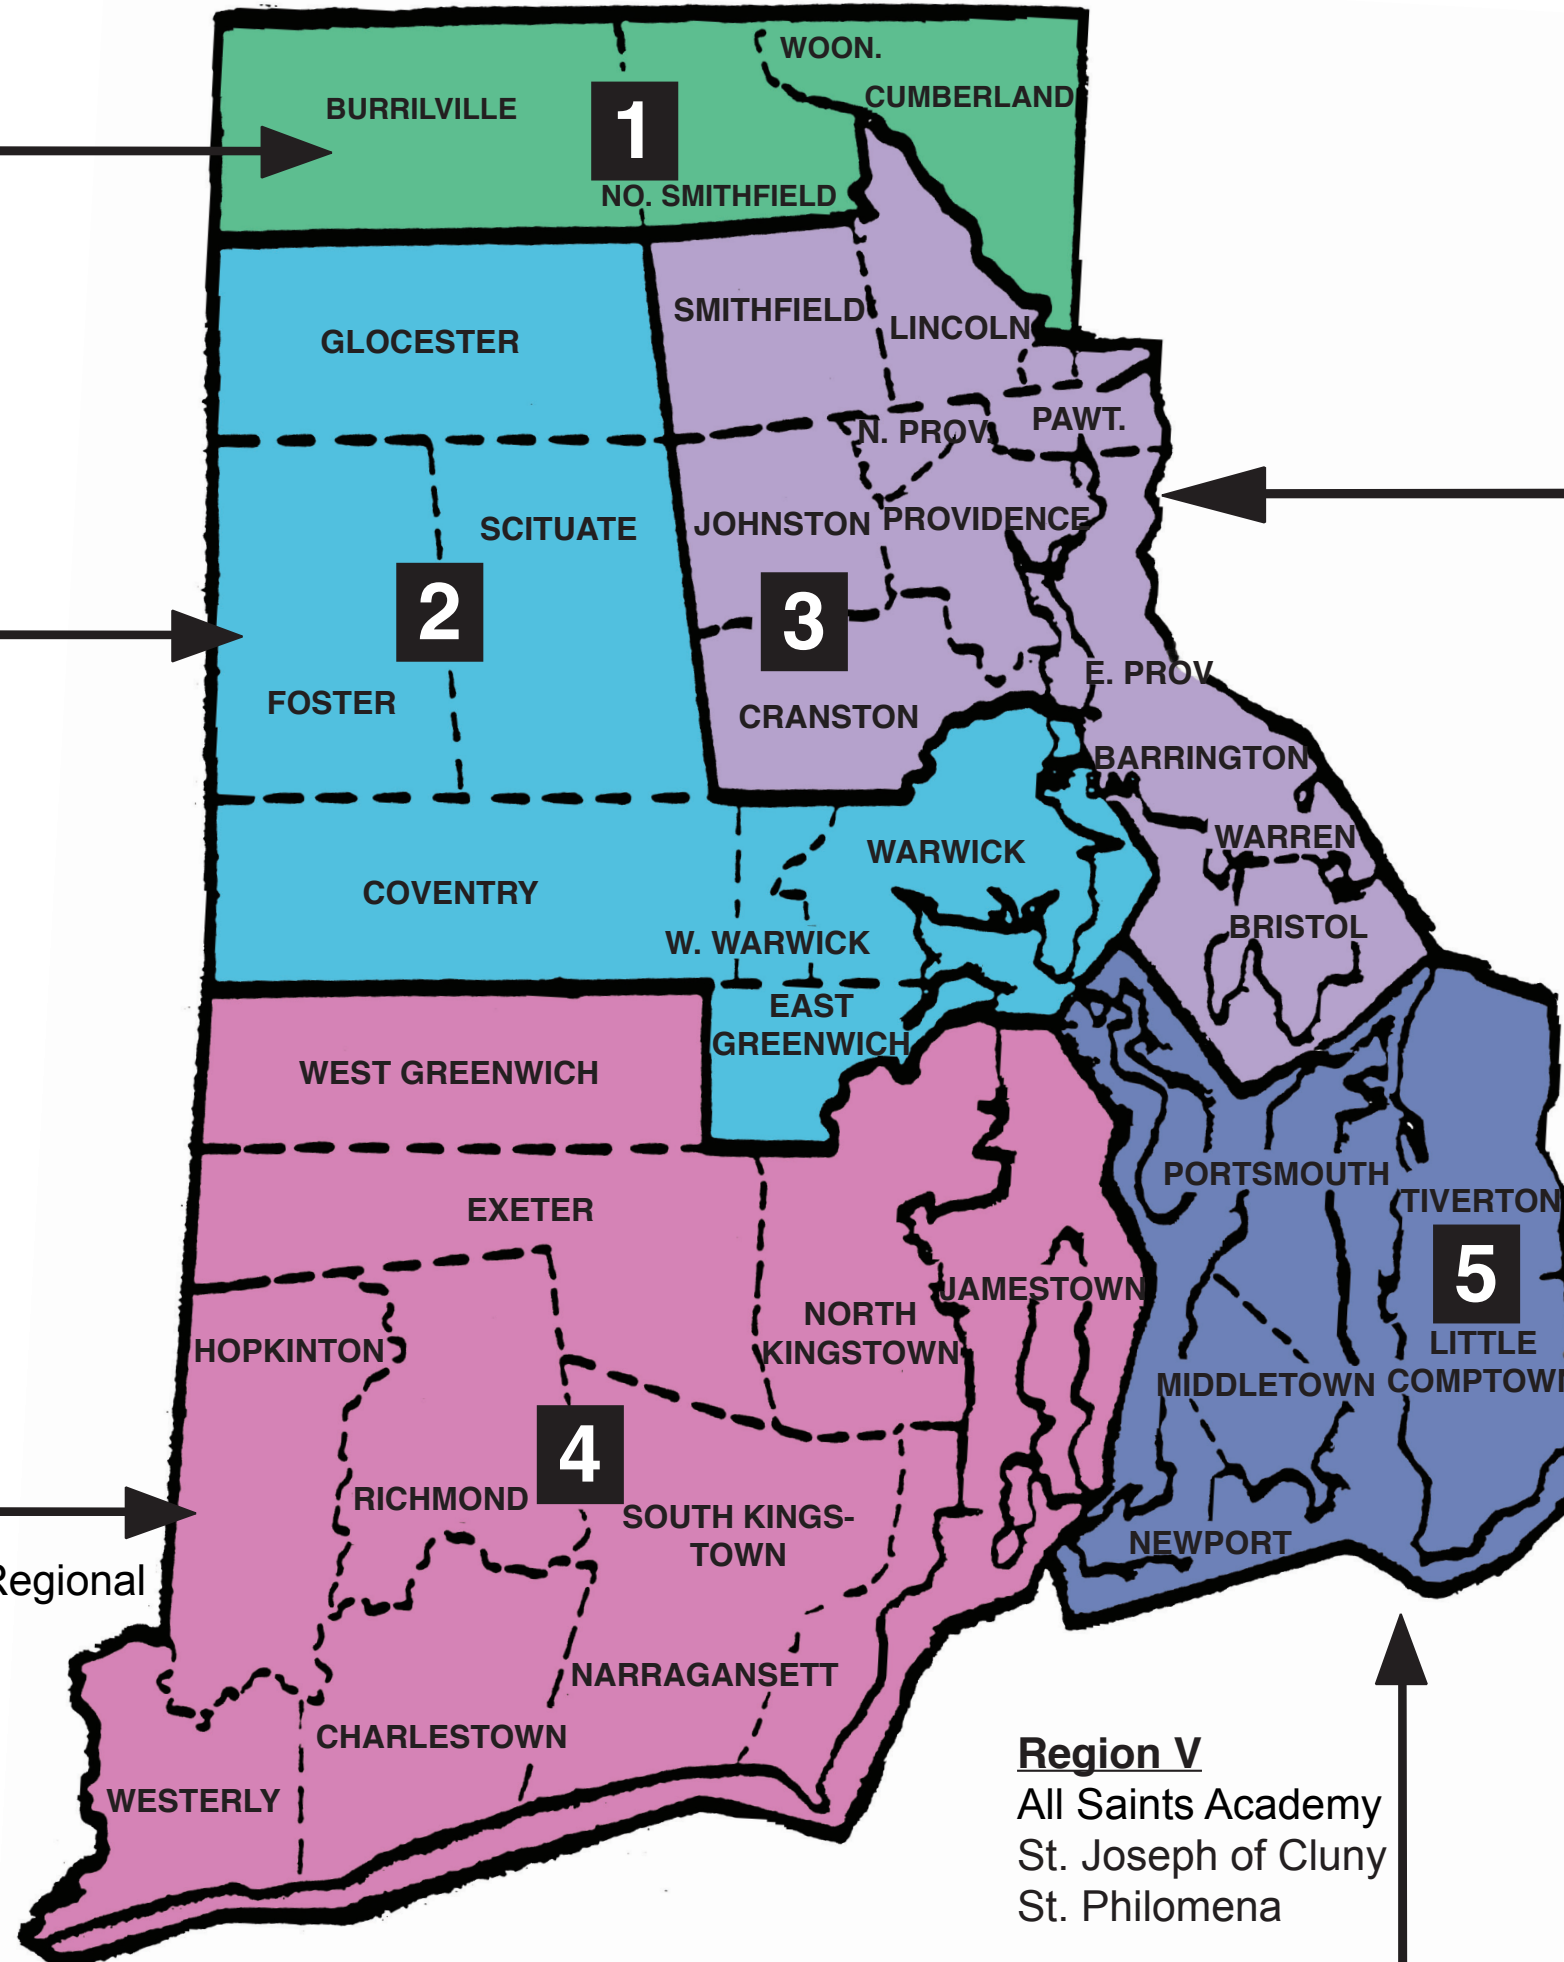 WOON.
CUMBERLAND
BURRILVILLE
1
NO. SMITHFIELD
SMITHFIELD
LINCOLN
GLOCESTER
N. PROV.
PAWT.
SCITUATE
JOHNSTON
PROVIDENCE
2
3
FOSTER
E. PROV
CRANSTON
BARRINGTON
WARREN
WARWICK
COVENTRY
BRISTOL
W. WARWICK
EAST
GREENWICH
WEST GREENWICH
PORTSMOUTH
TIVERTON
EXETER
5
JAMESTOWN
NORTH
KINGSTOWN
HOPKINTON
LITTLE
COMPTOWN
MIDDLETOWN
4
RICHMOND
SOUTH KINGS-
TOWN
NEWPORT
Regional
NARRAGANSETT
CHARLESTOWN
WESTERLY
Region V
All Saints Academy
St. Joseph of Cluny
St. Philomena